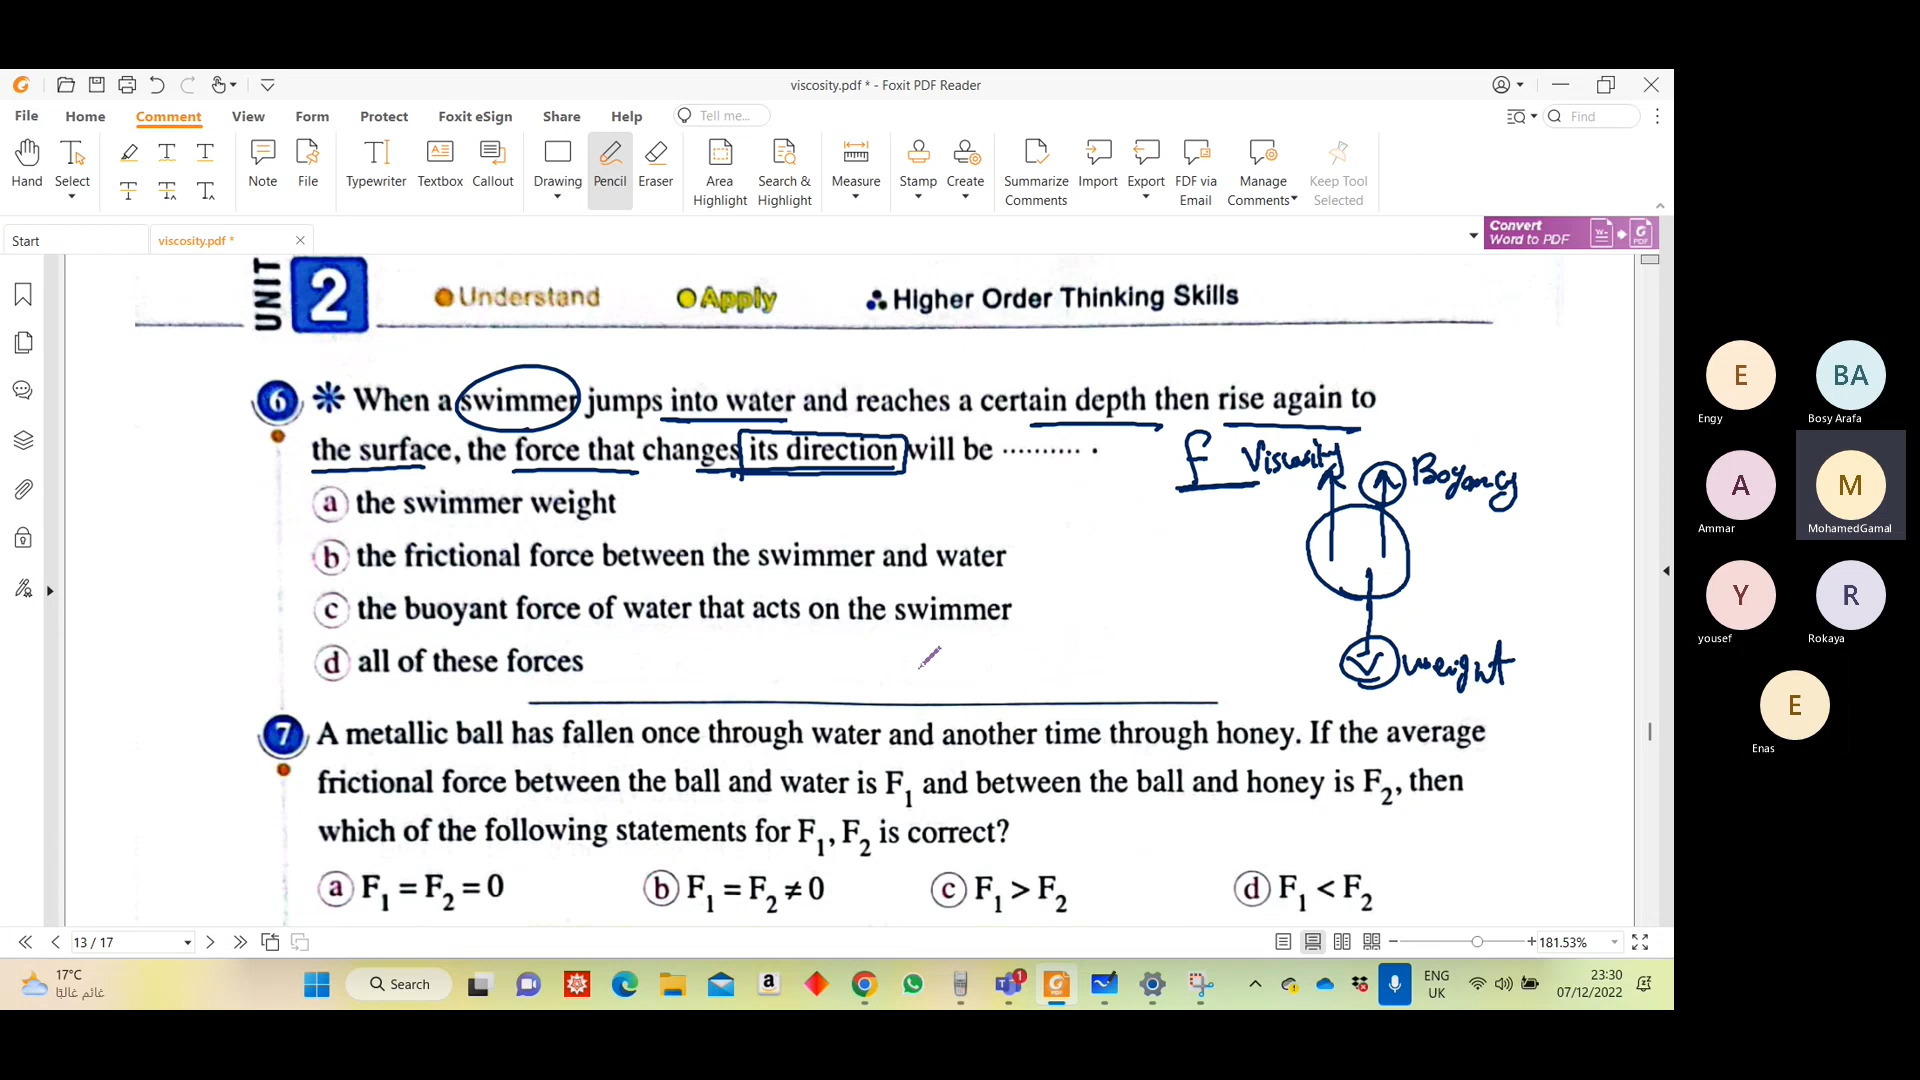 viscosity.pdf * - Foxit PDF Reader
File Home Comment View Form Protect Foxit eSign Share Help Tell me... Find
Hand Select Note File Typewriter Textbox Callout Drawing Pencil Eraser Area Highlight Search & Highlight Measure Stamp Create Summarize Comments Import Export FDF via Email Manage Comments Keep Tool Selected
Start viscosity.pdf * Convert Word to PDF
UNIT 2 Understand Apply Higher Order Thinking Skills
6 * When a swimmer jumps into water and reaches a certain depth then rise again to
the surface, the force that changes its direction will be .......... .
f Viscosity Boyancy
a the swimmer weight
b the frictional force between the swimmer and water
c the buoyant force of water that acts on the swimmer
d all of these forces
weight
7 A metallic ball has fallen once through water and another time through honey. If the average
frictional force between the ball and water is F1 and between the ball and honey is F2, then
which of the following statements for F1, F2 is correct?
a F1 = F2 = 0 b F1 = F2 ≠ 0 c F1 > F2 d F1 < F2
13 / 17 181.53%
17°C
غائم غالبًا
Search
1
ENG
UK
23:30
07/12/2022
E BA
Engy Bosy Arafa
A M
Ammar MohamedGamal
Y R
yousef Rokaya
E
Enas